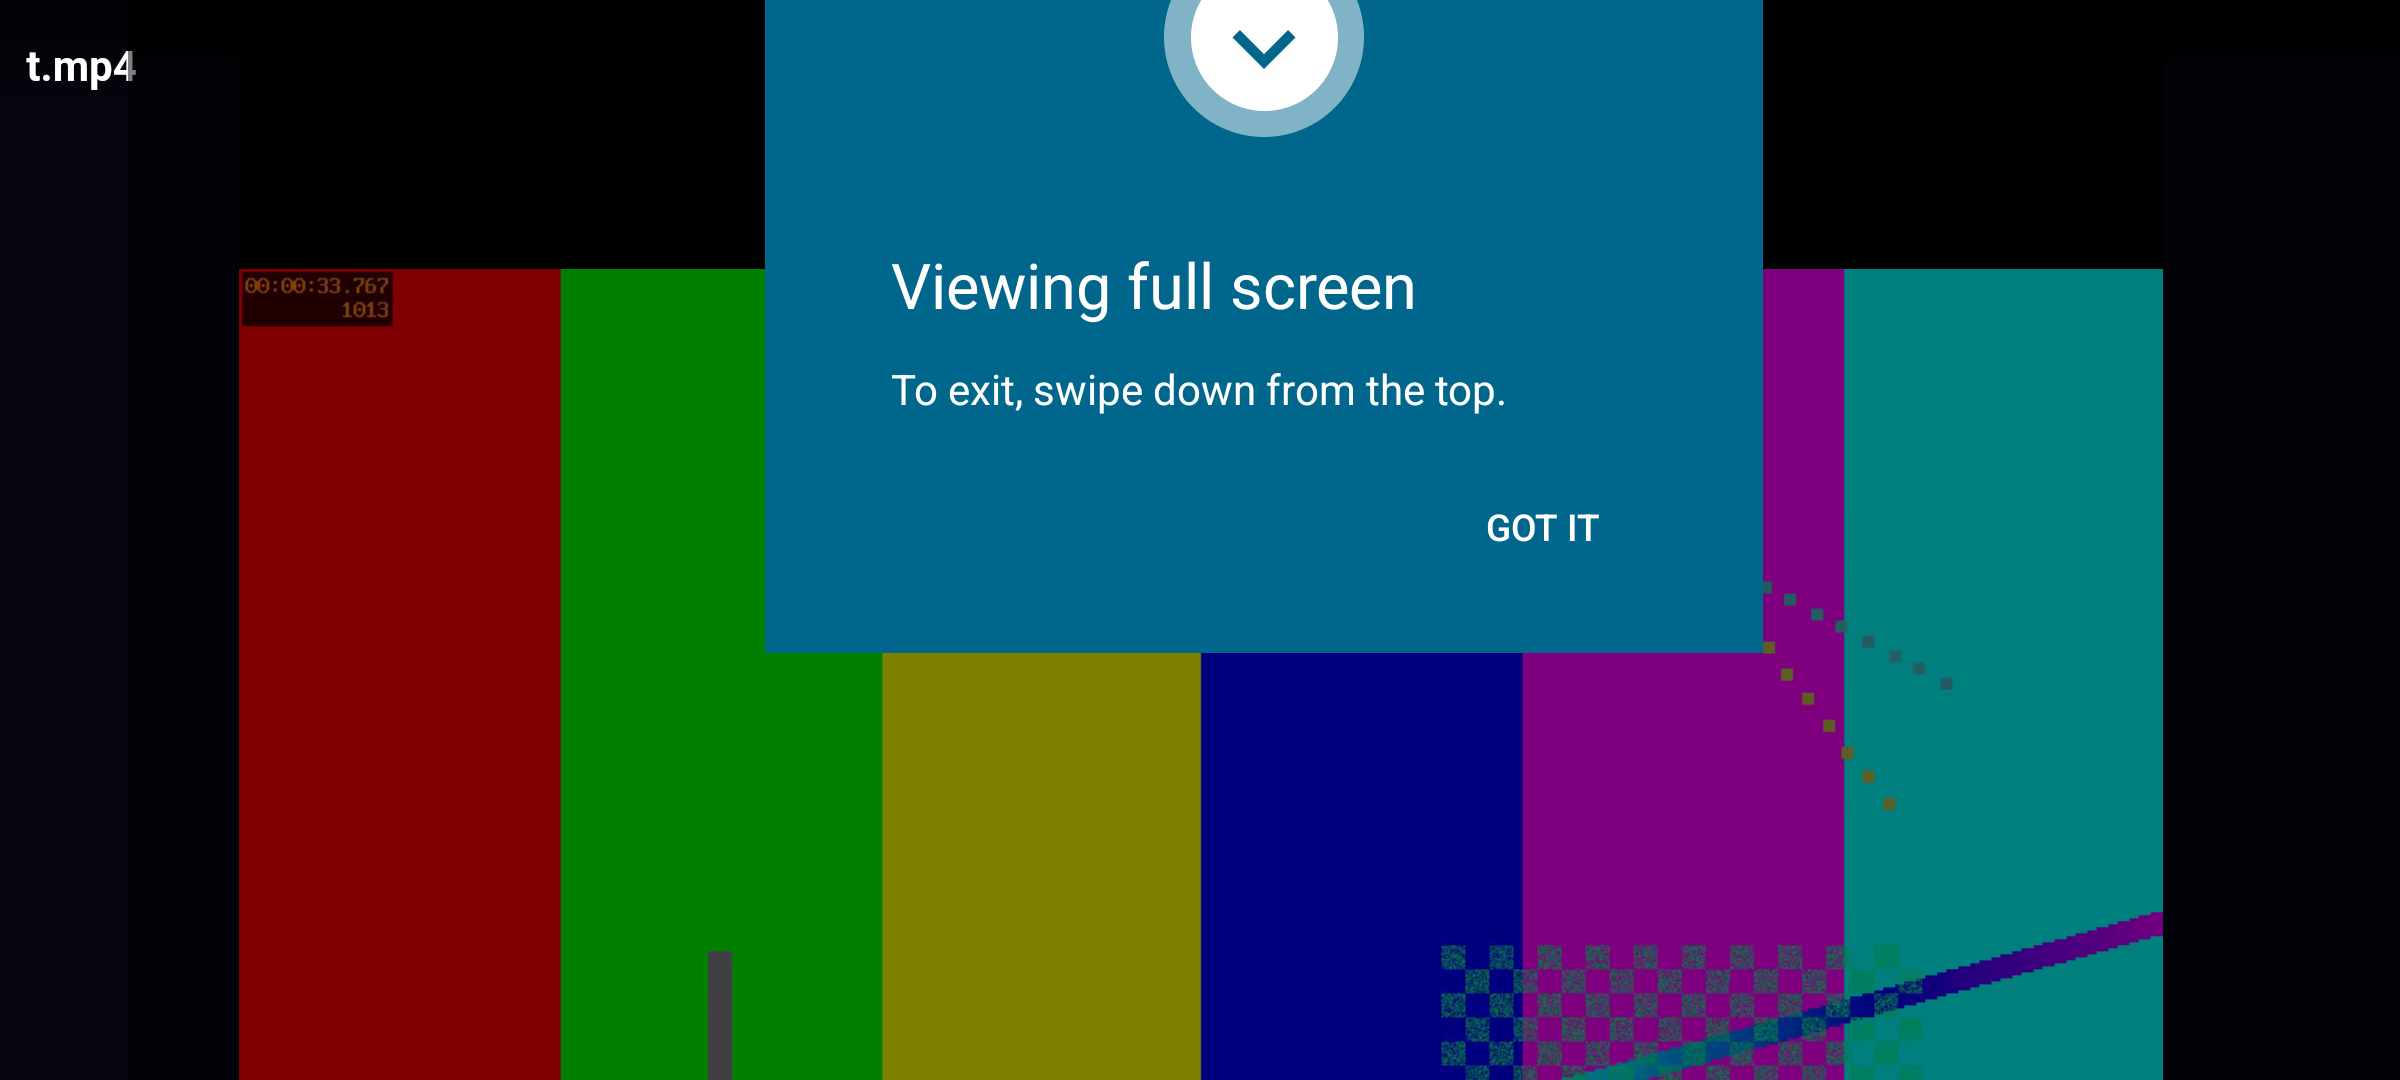 t.mp4
00:00:33.767
1013
Viewing full screen
To exit, swipe down from the top.
GOT IT